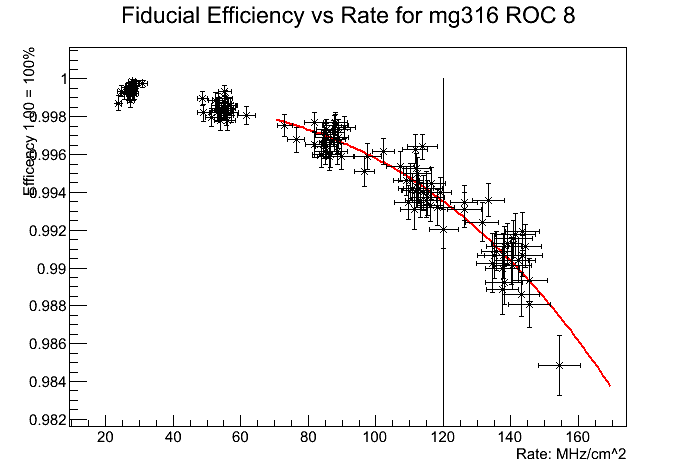 Fiducial Efficiency vs Rate for mg316 ROC 8
Efficency 1.00 = 100%
1
0.998
0.996
0.994
0.992
0.99
0.988
0.986
0.984
0.982
20 40 60 80 100 120 140 160
Rate: MHz/cm^2